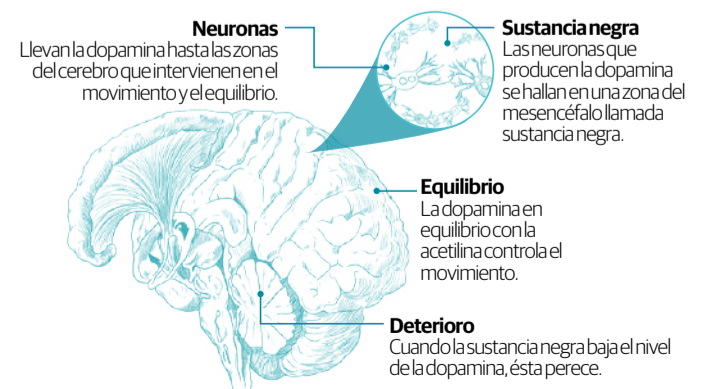 Neuronas
Llevan la dopamina hasta las zonas
del cerebro que intervienen en el
movimiento y el equilibrio.
Sustancia negra
Las neuronas que
producen la dopamina
se hallan en una zona del
mesencéfalo llamada
sustancia negra.
Equilibrio
La dopamina en
equilibrio con la
acetilina controla el
movimiento.
Deterioro
Cuando la sustancia negra baja el nivel
de la dopamina, ésta perece.